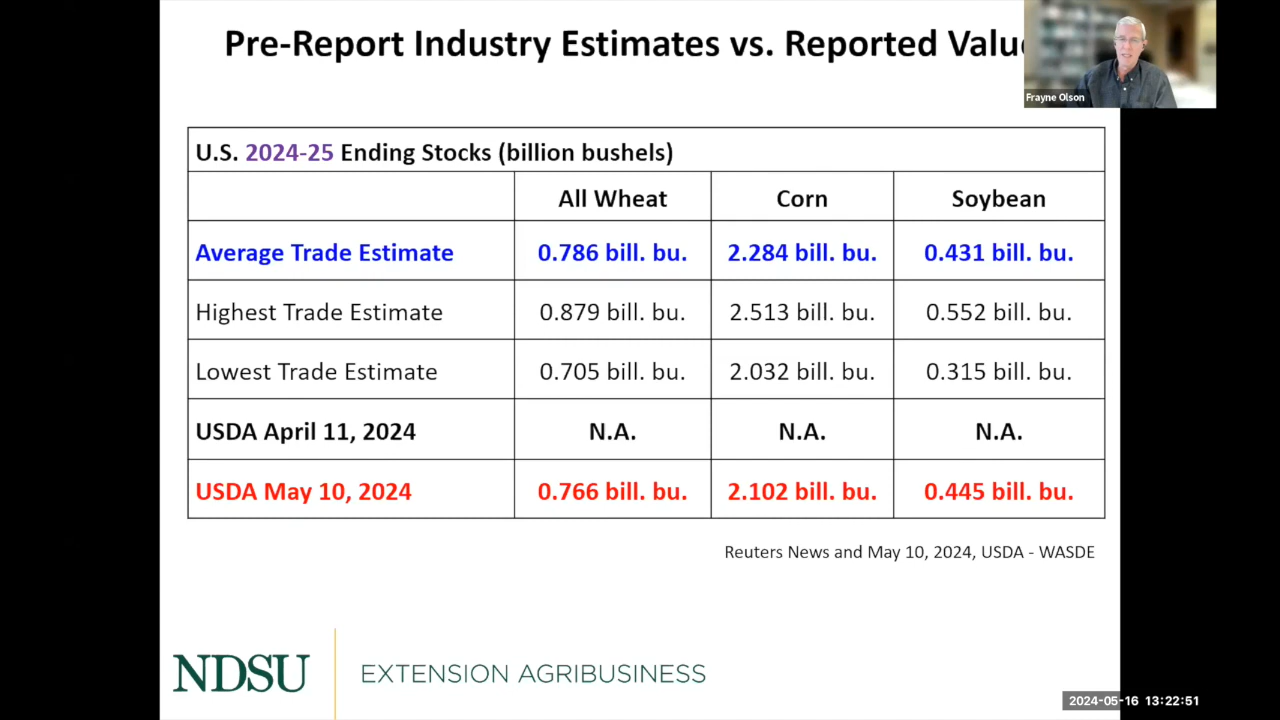 Pre-Report Industry Estimates vs. Reported Valu
Frayne Olson
U.S. 2024-25 Ending Stocks (billion bushels)
All Wheat Corn Soybean
Average Trade Estimate 0.786 bill. bu. 2.284 bill. bu. 0.431 bill. bu.
Highest Trade Estimate 0.879 bill. bu. 2.513 bill. bu. 0.552 bill. bu.
Lowest Trade Estimate 0.705 bill. bu. 2.032 bill. bu. 0.315 bill. bu.
USDA April 11, 2024 N.A. N.A. N.A.
USDA May 10, 2024 0.766 bill. bu. 2.102 bill. bu. 0.445 bill. bu.
Reuters News and May 10, 2024, USDA - WASDE
NDSU EXTENSION AGRIBUSINESS
2024-05-16 13:22:51